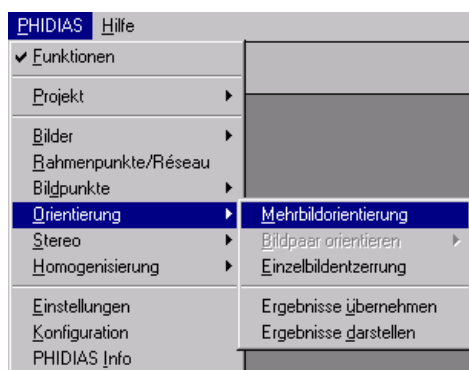 PHIDIAS Hilfe
Funktionen
Projekt
Bilder
Rahmenpunkte/Réseau
Bildpunkte
Orientierung
Stereo
Homogenisierung
Einstellungen
Konfiguration
PHIDIAS Info
Mehrbildorientierung
Bildpaar orientieren
Einzelbildentzerrung
Ergebnisse übernehmen
Ergebnisse darstellen